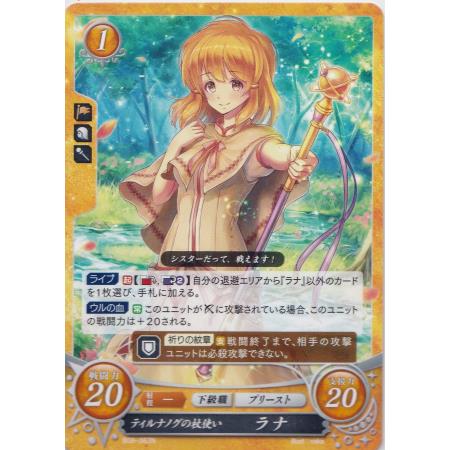 1
シスターだって、戦えます!
ライブ 起 自分の退避エリアから『ラナ』以外のカード
を1枚選び、手札に加える。
ウルの血 常 このユニットが に攻撃されている場合、このユニット
の戦闘力は+20される。
祈りの紋章 戦闘終了まで、相手の攻撃
ユニットは必殺攻撃できない。
戦闘力
20
射程 一
下級職
プリースト
支援力
20
ティルナノグの杖使い ラナ